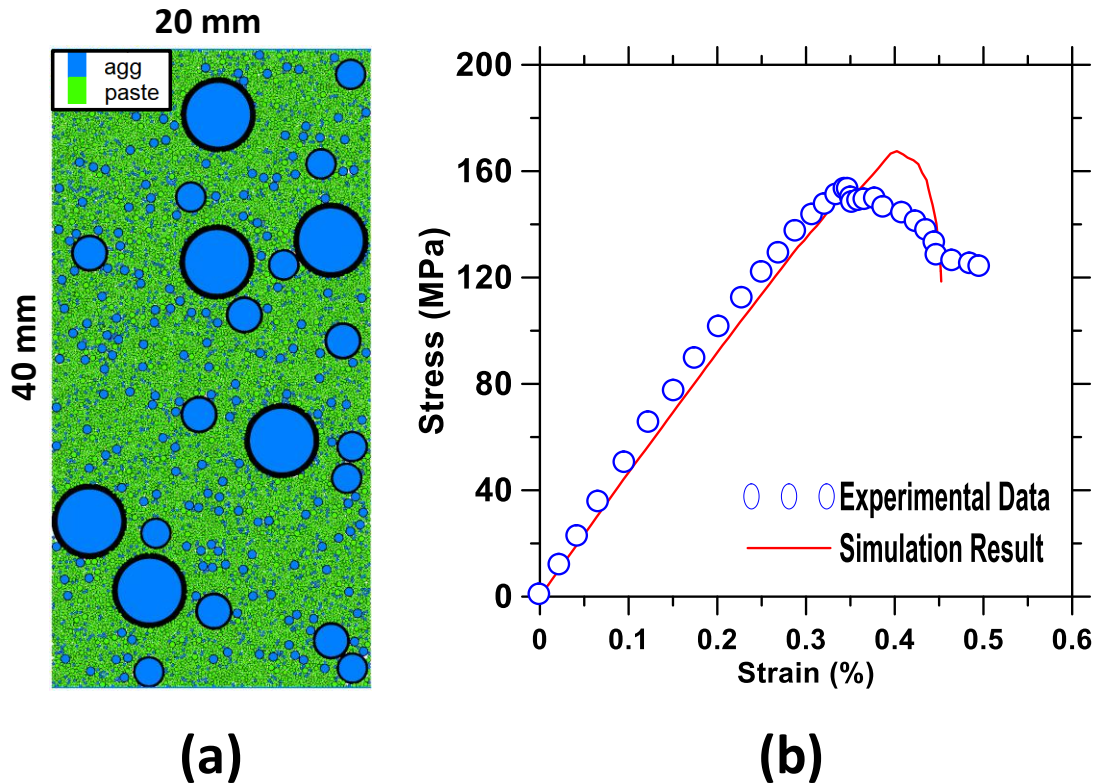 20 mm
agg
paste
40 mm
(a)
200
160
120
80
40
0
Stress (MPa)
Experimental Data
Simulation Result
0 0.1 0.2 0.3 0.4 0.5 0.6
Strain (%)
(b)